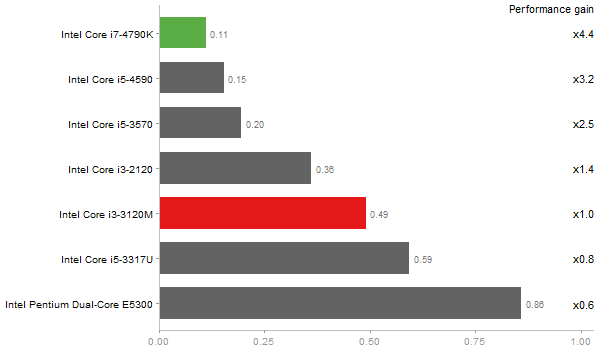 Performance gain
Intel Core i7-4790K 0.11 x4.4
Intel Core i5-4590 0.15 x3.2
Intel Core i5-3570 0.20 x2.5
Intel Core i3-2120 0.36 x1.4
Intel Core i3-3120M 0.49 x1.0
Intel Core i5-3317U 0.59 x0.8
Intel Pentium Dual-Core E5300 0.86 x0.6
0.00 0.25 0.50 0.75 1.00